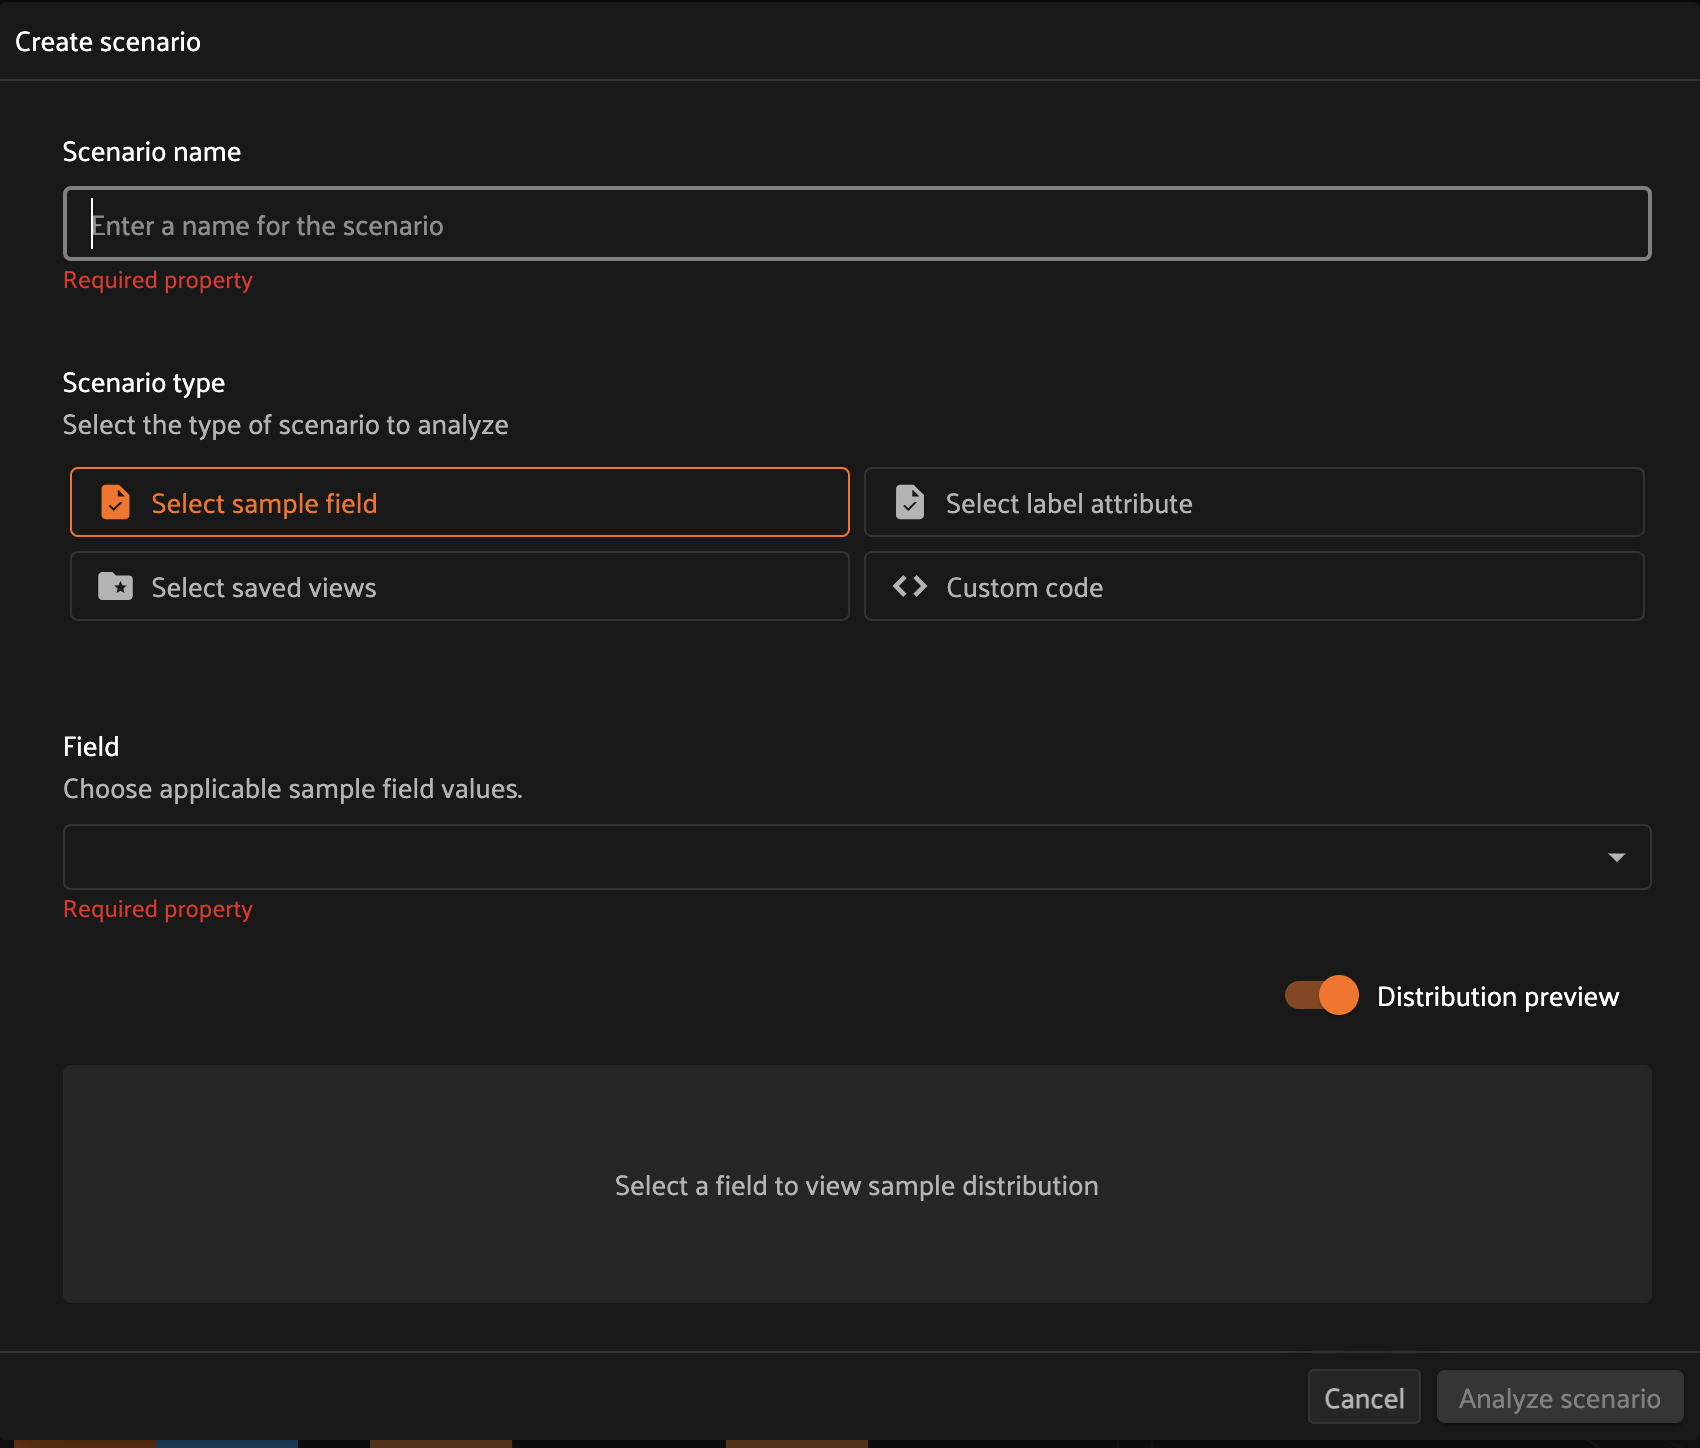 Create scenario
Scenario name
Enter a name for the scenario
Required property
Scenario type
Select the type of scenario to analyze
Select sample field
Select label attribute
Select saved views
Custom code
Field
Choose applicable sample field values.
Required property
Distribution preview
Select a field to view sample distribution
Cancel
Analyze scenario